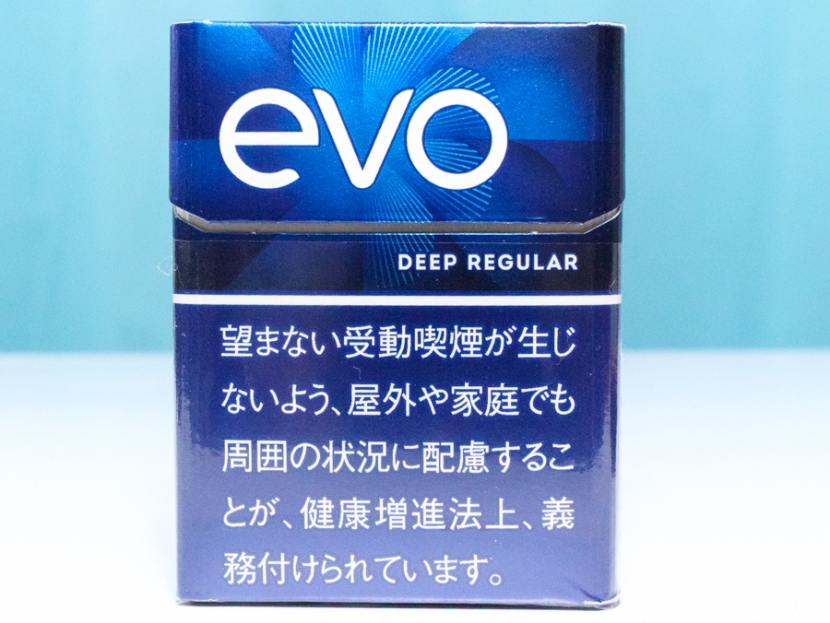 evo
DEEP REGULAR
望まない受動喫煙が生じ
ないよう、屋外や家庭でも
周囲の状況に配慮するこ
とが、健康増進法上、義
務付けられています。